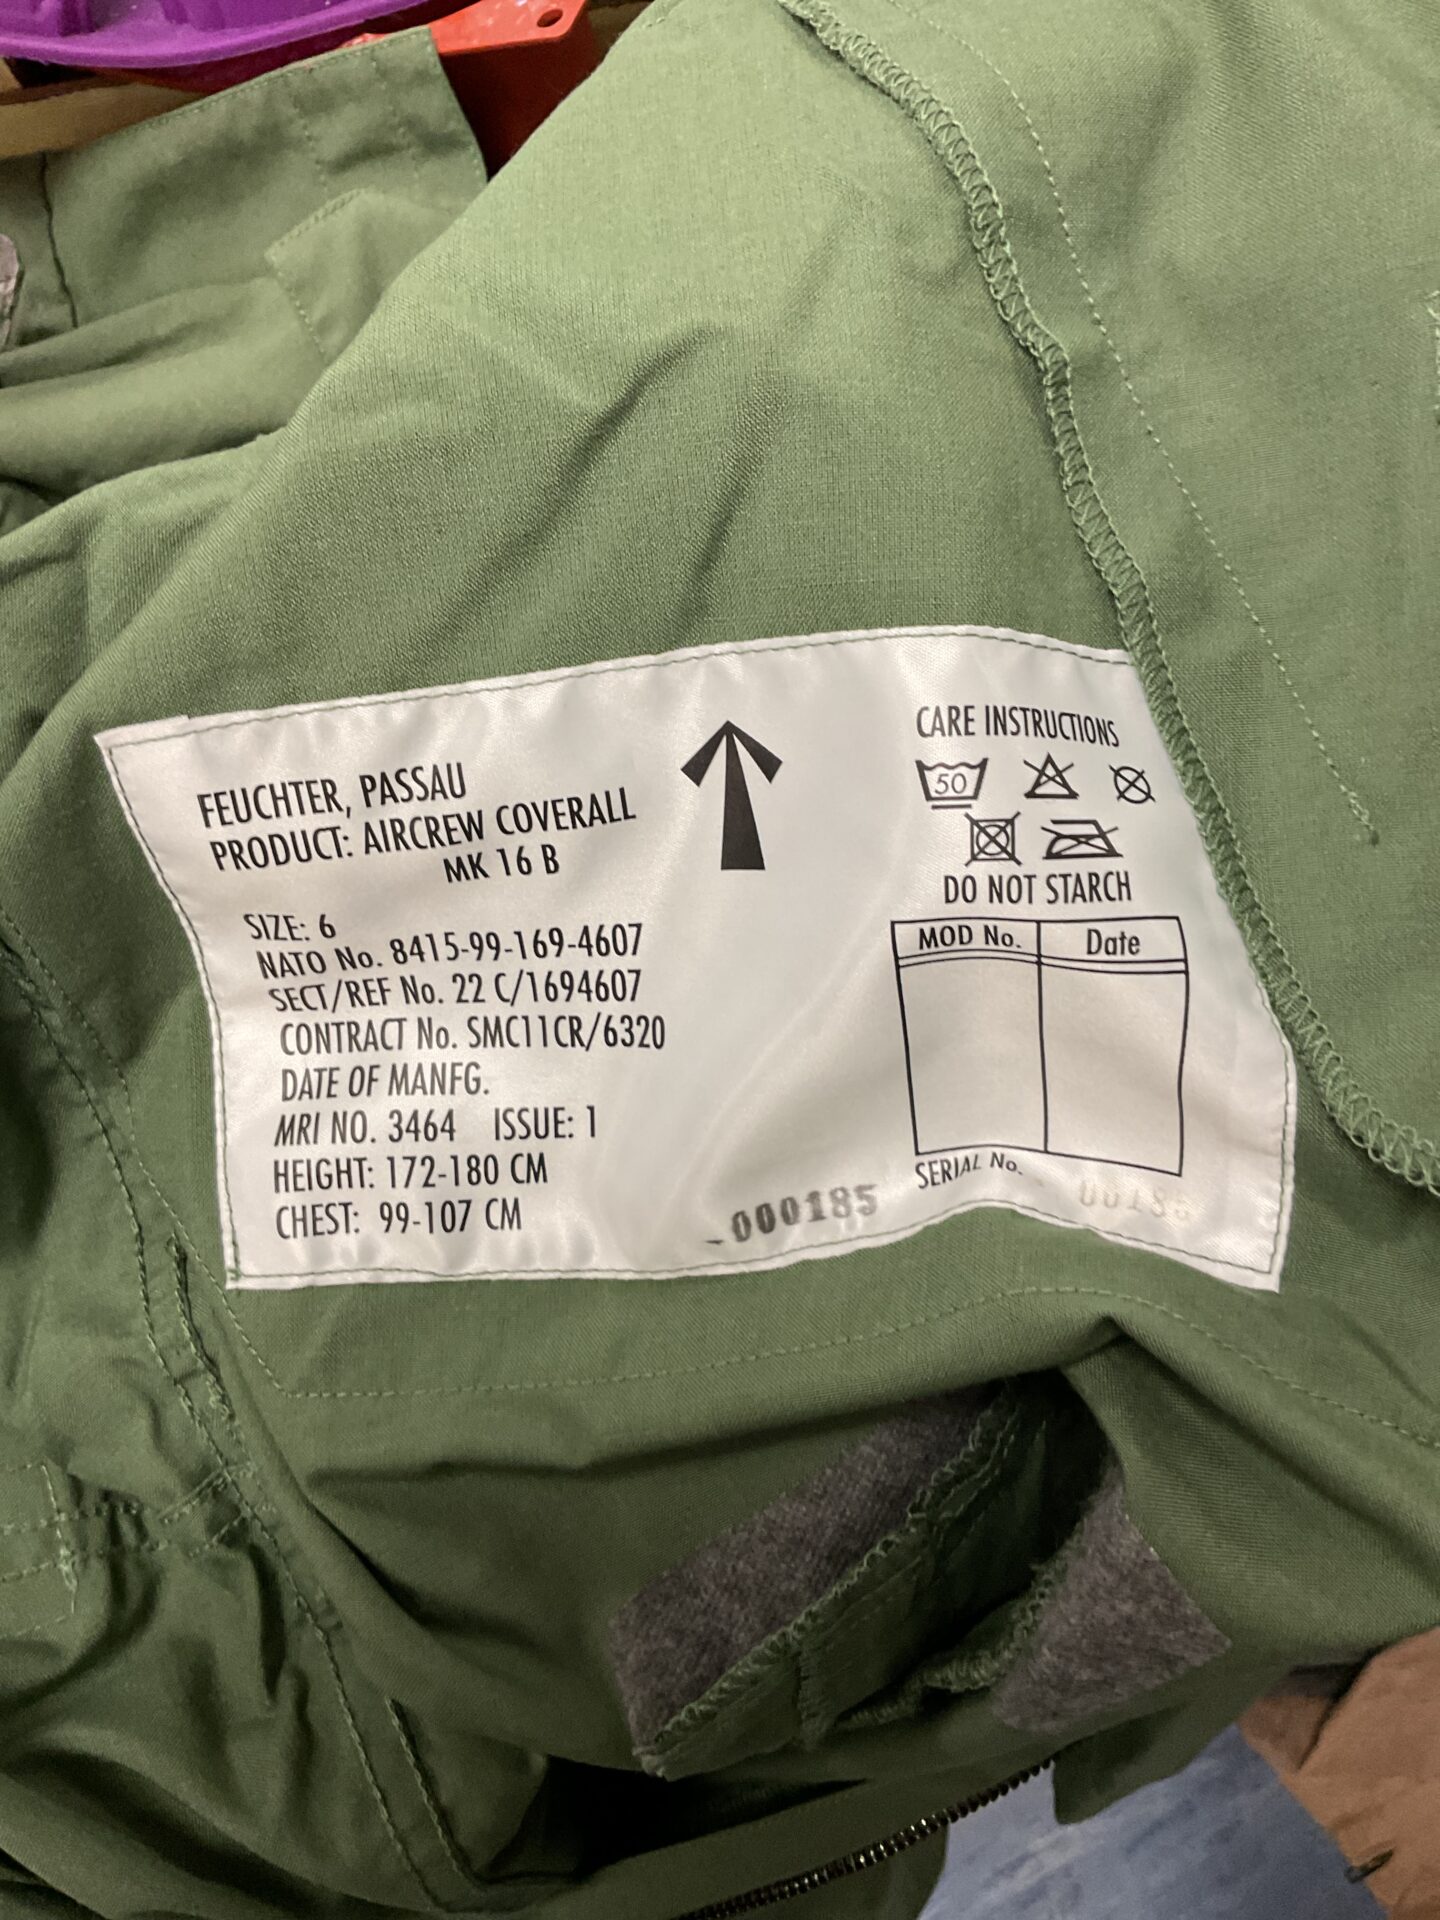 FEUCHTER, PASSAU
PRODUCT: AIRCREW COVERALL
MK 16 B
SIZE: 6
NATO No. 8415-99-169-4607
SECT/REF No. 22 C/1694607
CONTRACT No. SMC11CR/6320
DATE OF MANFG.
MRI NO. 3464 ISSUE: 1
HEIGHT: 172-180 CM
CHEST: 99-107 CM
000185
CARE INSTRUCTIONS
50
DO NOT STARCH
MOD No. Date
SERIAL No.